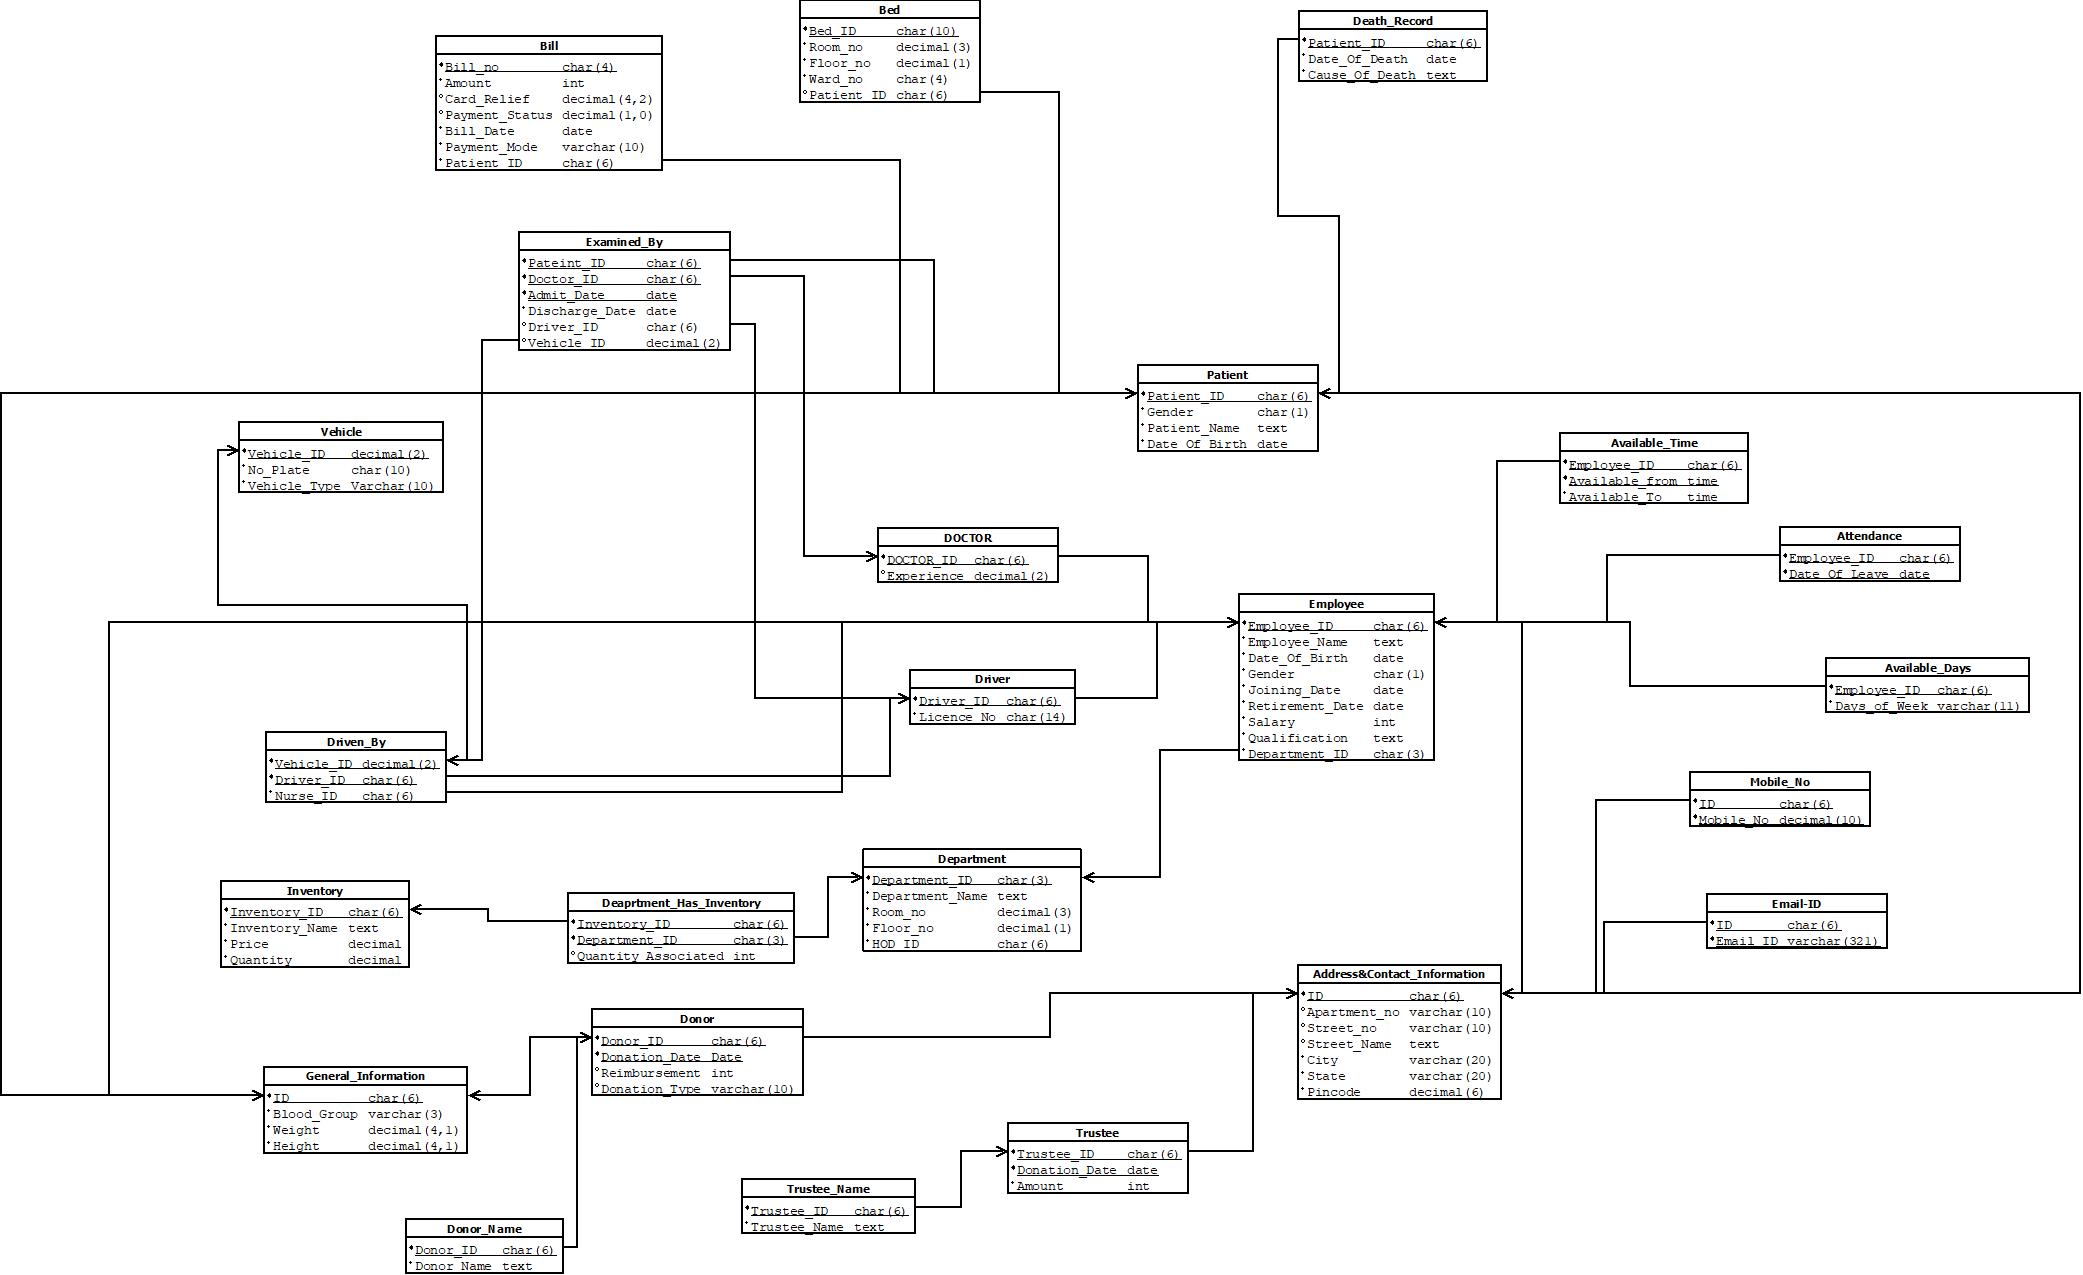 Bed
Bed_ID char(10)
Room_no decimal(3)
Floor_no decimal(1)
Ward_no char(4)
Patient_ID char(6)
Death_Record
Patient_ID char(6)
Date_Of_Death date
Cause_Of_Death text
Bill
Bill_no char(4)
Amount int
Card_Relief decimal(4,2)
Payment_Status decimal(1,0)
Bill_Date date
Payment_Mode varchar(10)
Patient_ID char(6)
Examined_By
Pateint_ID char(6)
Doctor_ID char(6)
Admit_Date date
Discharge_Date date
Driver_ID char(6)
Vehicle_ID decimal(2)
Patient
Patient_ID char(6)
Gender char(1)
Patient_Name text
Date_Of_Birth date
Vehicle
Vehicle_ID decimal(2)
No_Plate char(10)
Vehicle_Type Varchar(10)
Available_Time
Employee_ID char(6)
Available_from time
Available_To time
DOCTOR
DOCTOR_ID char(6)
Experience decimal(2)
Attendance
Employee_ID char(6)
Date_Of_Leave date
Employee
Employee_ID char(6)
Employee_Name text
Date_Of_Birth date
Gender char(1)
Joining_Date date
Retirement_Date date
Salary int
Qualification text
Department_ID char(3)
Available_Days
Employee_ID char(6)
Days_of_Week varchar(11)
Driver
Driver_ID char(6)
Licence_No char(14)
Driven_By
Vehicle_ID decimal(2)
Driver_ID char(6)
Nurse_ID char(6)
Mobile_No
ID char(6)
Mobile_No decimal(10)
Department
Department_ID char(3)
Department_Name text
Room_no decimal(3)
Floor_no decimal(1)
HOD_ID char(6)
Inventory
Inventory_ID char(6)
Inventory_Name text
Price decimal
Quantity decimal
Deaprtment_Has_Inventory
Inventory_ID char(6)
Department_ID char(3)
Quantity_Associated int
Email-ID
ID char(6)
Email_ID varchar(321)
Address&Contact_Information
ID char(6)
Apartment_no varchar(10)
Street_no varchar(10)
Street_Name text
City varchar(20)
State varchar(20)
Pincode decimal(6)
Donor
Donor_ID char(6)
Donation_Date Date
Reimbursement int
Donation_Type varchar(10)
General_Information
ID char(6)
Blood_Group varchar(3)
Weight decimal(4,1)
Height decimal(4,1)
Trustee
Trustee_ID char(6)
Donation_Date date
Amount int
Trustee_Name
Trustee_ID char(6)
Trustee_Name text
Donor_Name
Donor_ID char(6)
Donor_Name text